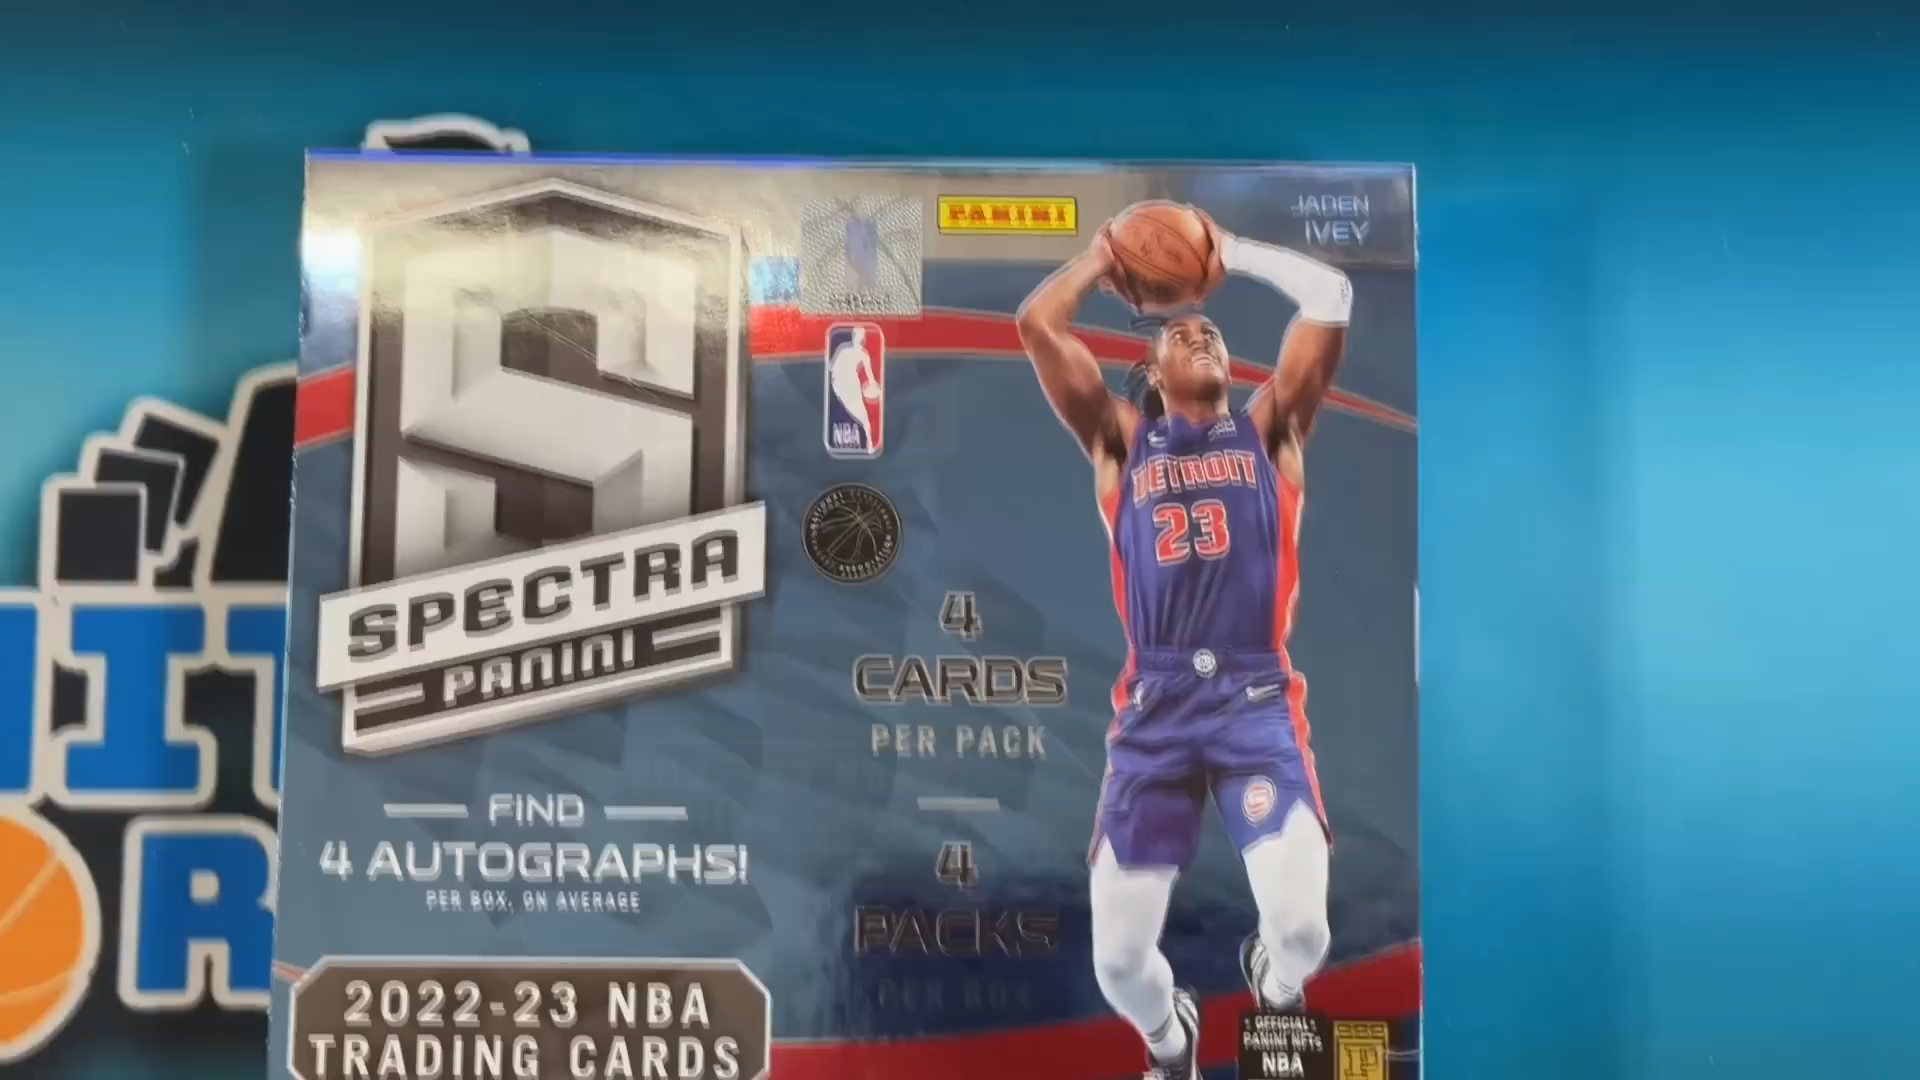 PANINI
JADEN
IVEY
NBA
DETROIT
23
SPECTRA
PANINI
4
CARDS
PER PACK
FIND
4 AUTOGRAPHS!
PER BOX, ON AVERAGE
4
PACKS
PER BOX
2022-23 NBA
TRADING CARDS
OFFICIAL
PANINI NFTs
NBA
R